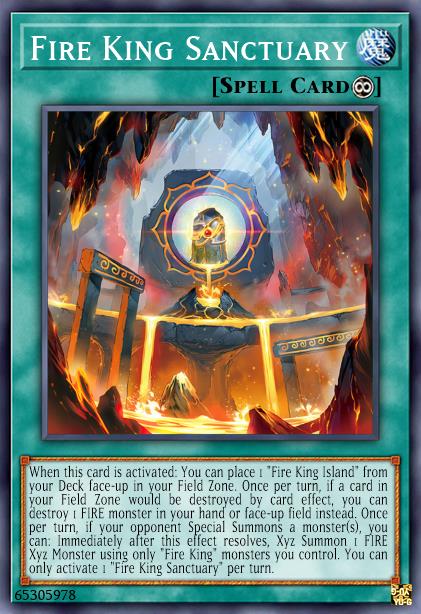 FIRE KING SANCTUARY
魔
[SPELL CARD∞]
When this card is activated: You can place 1 "Fire King Island" from
your Deck face-up in your Field Zone. Once per turn, if a card in
your Field Zone would be destroyed by card effect, you can
destroy 1 FIRE monster in your hand or face-up field instead. Once
per turn, if your opponent Special Summons a monster(s), you
can: Immediately after this effect resolves, Xyz Summon 1 FIRE
Xyz Monster using only "Fire King" monsters you control. You can
only activate 1 "Fire King Sanctuary" per turn.
65305978